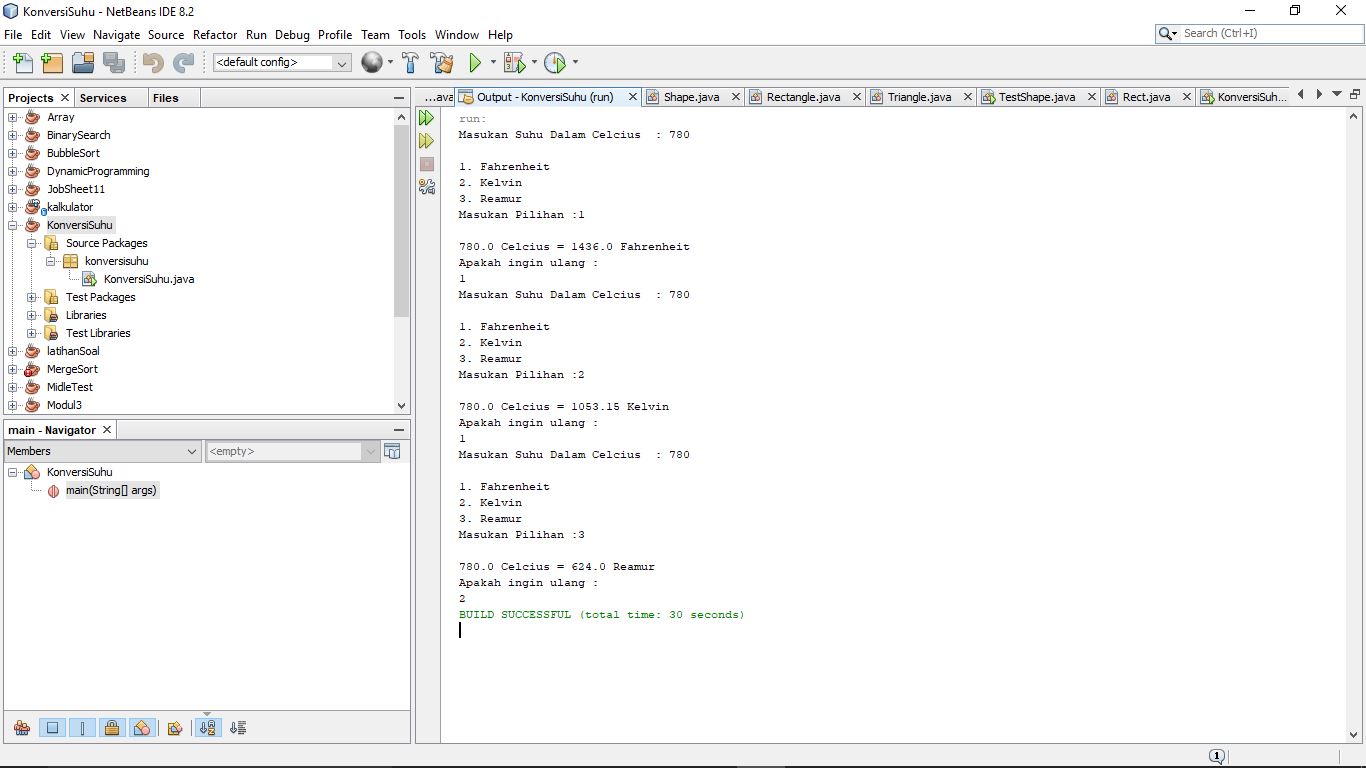 KonversiSuhu - NetBeans IDE 8.2
File Edit View Navigate Source Refactor Run Debug Profile Team Tools Window Help
Search (Ctrl+I)
<default config>
Projects Services Files
Array
BinarySearch
BubbleSort
DynamicProgramming
JobSheet11
kalkulator
KonversiSuhu
Source Packages
konversisuhu
KonversiSuhu.java
Test Packages
Libraries
Test Libraries
latihanSoal
MergeSort
MidleTest
Modul3
main - Navigator
Members <empty>
KonversiSuhu
main(String[] args)
...ava Output - KonversiSuhu (run) Shape.java Rectangle.java Triangle.java TestShape.java Rect.java KonversiSuh...
run:
Masukan Suhu Dalam Celcius  : 780
1. Fahrenheit
2. Kelvin
3. Reamur
Masukan Pilihan :1
780.0 Celcius = 1436.0 Fahrenheit
Apakah ingin ulang :
1
Masukan Suhu Dalam Celcius  : 780
1. Fahrenheit
2. Kelvin
3. Reamur
Masukan Pilihan :2
780.0 Celcius = 1053.15 Kelvin
Apakah ingin ulang :
1
Masukan Suhu Dalam Celcius  : 780
1. Fahrenheit
2. Kelvin
3. Reamur
Masukan Pilihan :3
780.0 Celcius = 624.0 Reamur
Apakah ingin ulang :
2
BUILD SUCCESSFUL (total time: 30 seconds)
1